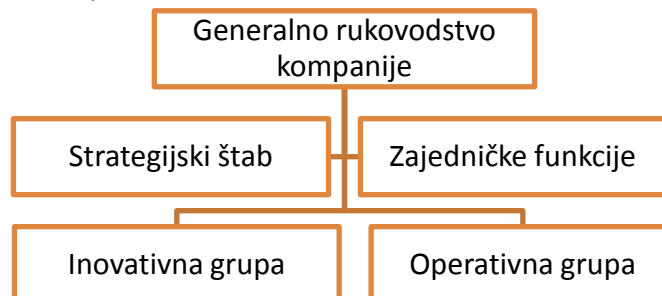 Generalno rukovodstvo
kompanije
Strategijski štab
Zajedničke funkcije
Inovativna grupa
Operativna grupa